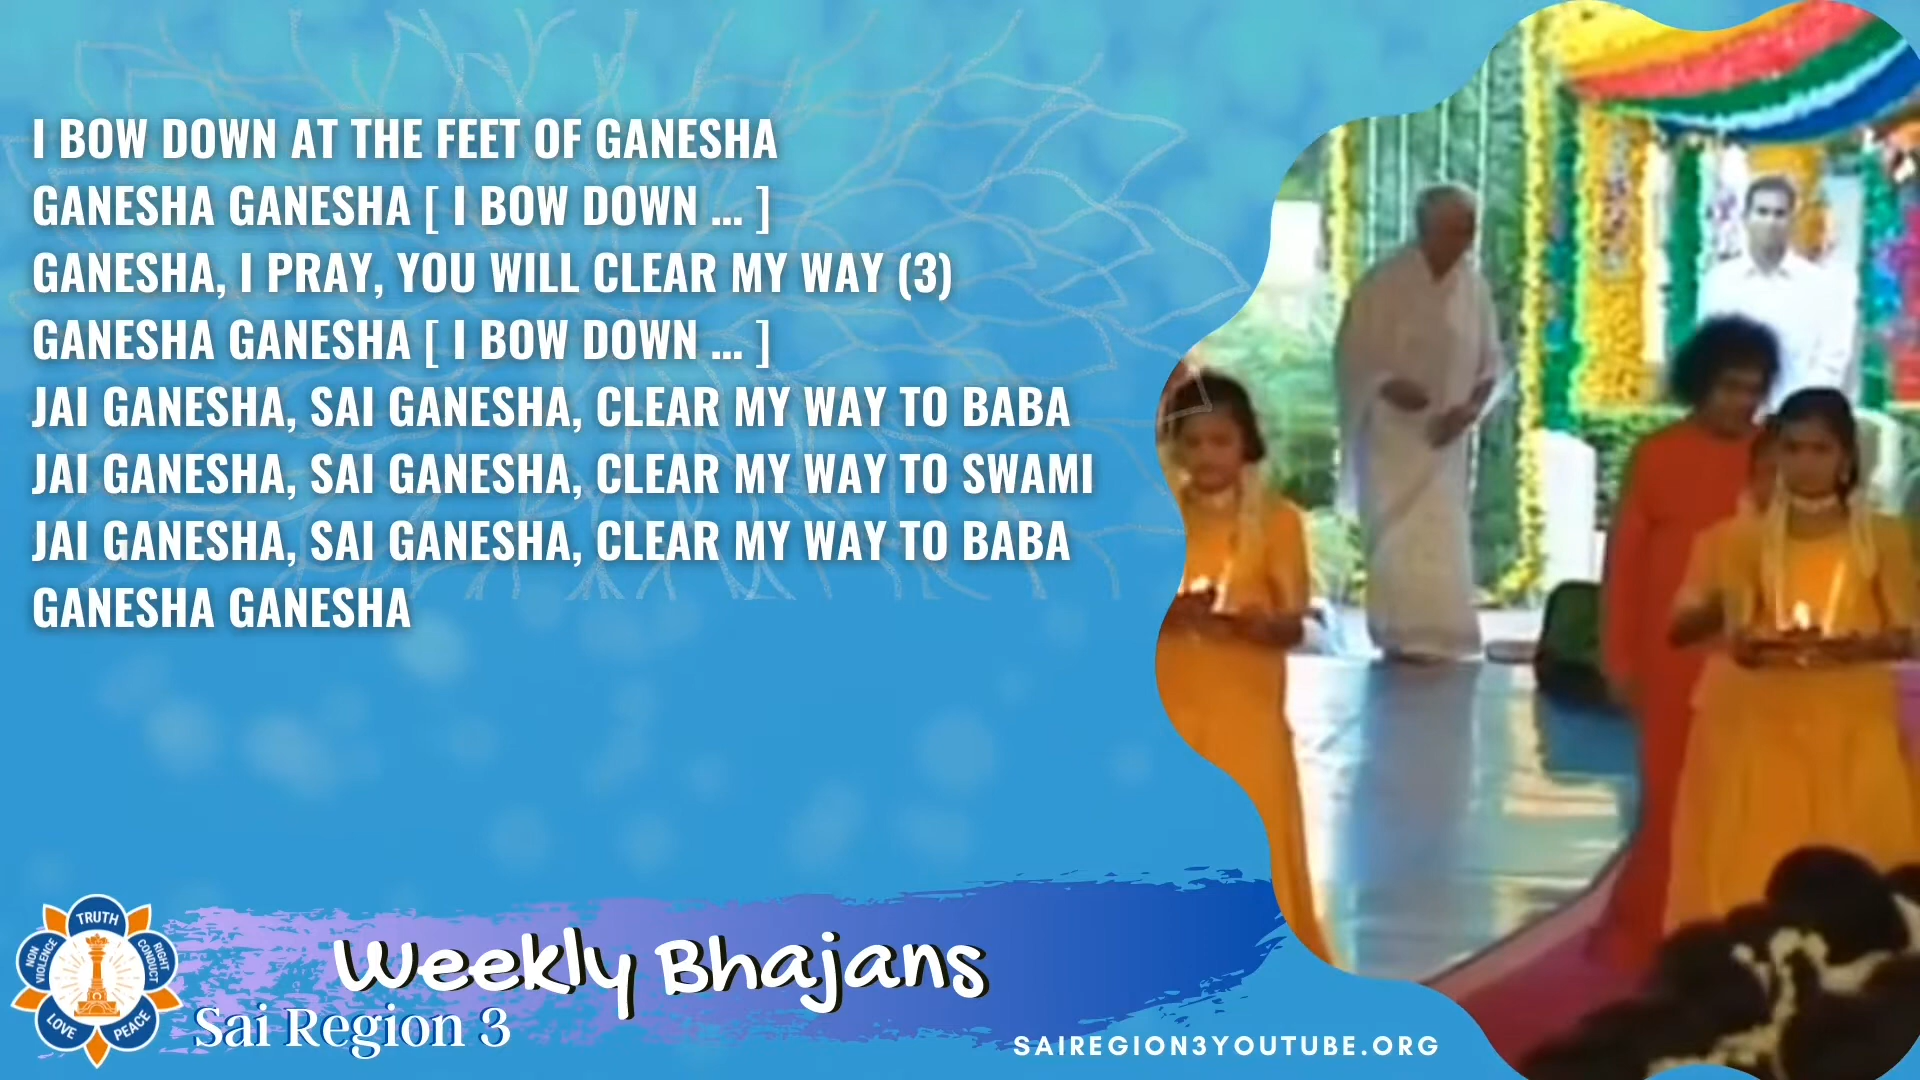 I BOW DOWN AT THE FEET OF GANESHA
GANESHA GANESHA [ I BOW DOWN ... ]
GANESHA, I PRAY, YOU WILL CLEAR MY WAY (3)
GANESHA GANESHA [ I BOW DOWN ... ]
JAI GANESHA, SAI GANESHA, CLEAR MY WAY TO BABA
JAI GANESHA, SAI GANESHA, CLEAR MY WAY TO SWAMI
JAI GANESHA, SAI GANESHA, CLEAR MY WAY TO BABA
GANESHA GANESHA
TRUTH
RIGHT CONDUCT
PEACE
LOVE
NON VIOLENCE
Weekly Bhajans
Sai Region 3
SAIREGION3YOUTUBE.ORG